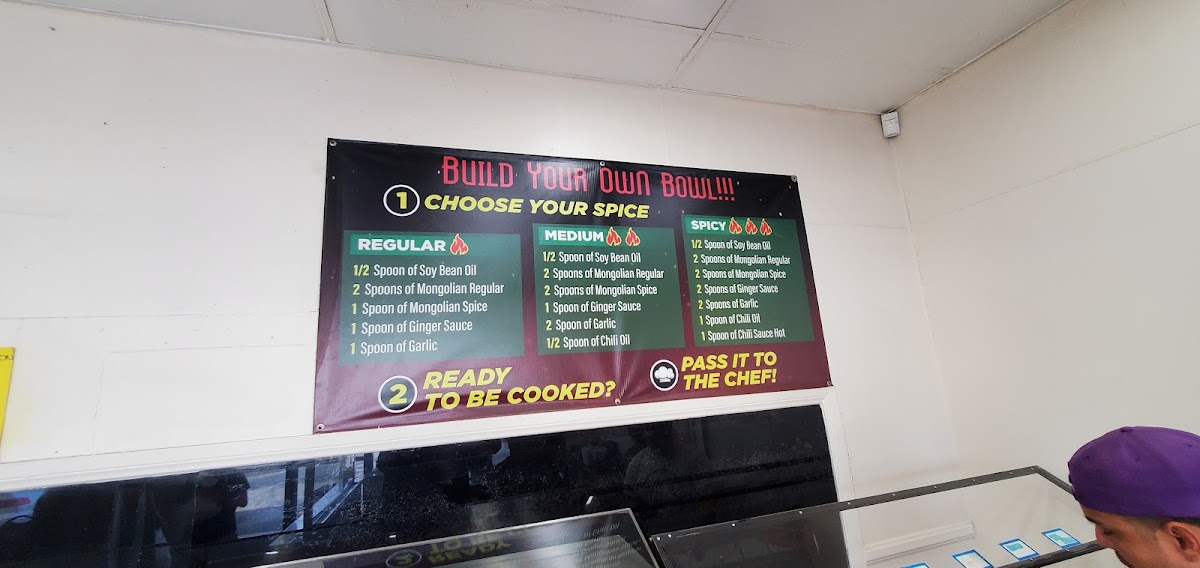 BUILD YOUR OWN BOWL!!!
1 CHOOSE YOUR SPICE
REGULAR
1/2 Spoon of Soy Bean Oil
2 Spoons of Mongolian Regular
1 Spoon of Mongolian Spice
1 Spoon of Ginger Sauce
1 Spoon of Garlic
MEDIUM
1/2 Spoon of Soy Bean Oil
2 Spoons of Mongolian Regular
2 Spoons of Mongolian Spice
1 Spoon of Ginger Sauce
2 Spoon of Garlic
1/2 Spoon of Chili Oil
SPICY
1/2 Spoon of Soy Bean Oil
2 Spoons of Mongolian Regular
2 Spoons of Mongolian Spice
2 Spoons of Ginger Sauce
2 Spoons of Garlic
1 Spoon of Chili Oil
1 Spoon of Chili Sauce Hot
2 READY
TO BE COOKED?
PASS IT TO
THE CHEF!